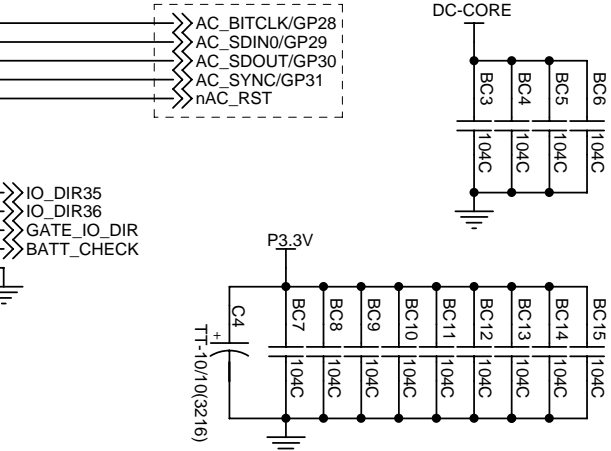 AC_BITCLK/GP28
AC_SDIN0/GP29
AC_SDOUT/GP30
AC_SYNC/GP31
nAC_RST
DC-CORE
BC3
104C
BC4
104C
BC5
104C
BC6
104C
IO_DIR35
IO_DIR36
GATE_IO_DIR
BATT_CHECK
P3.3V
C4
+
TT-10/10(3216)
BC7
104C
BC8
104C
BC9
104C
BC10
104C
BC11
104C
BC12
104C
BC13
104C
BC14
104C
BC15
104C